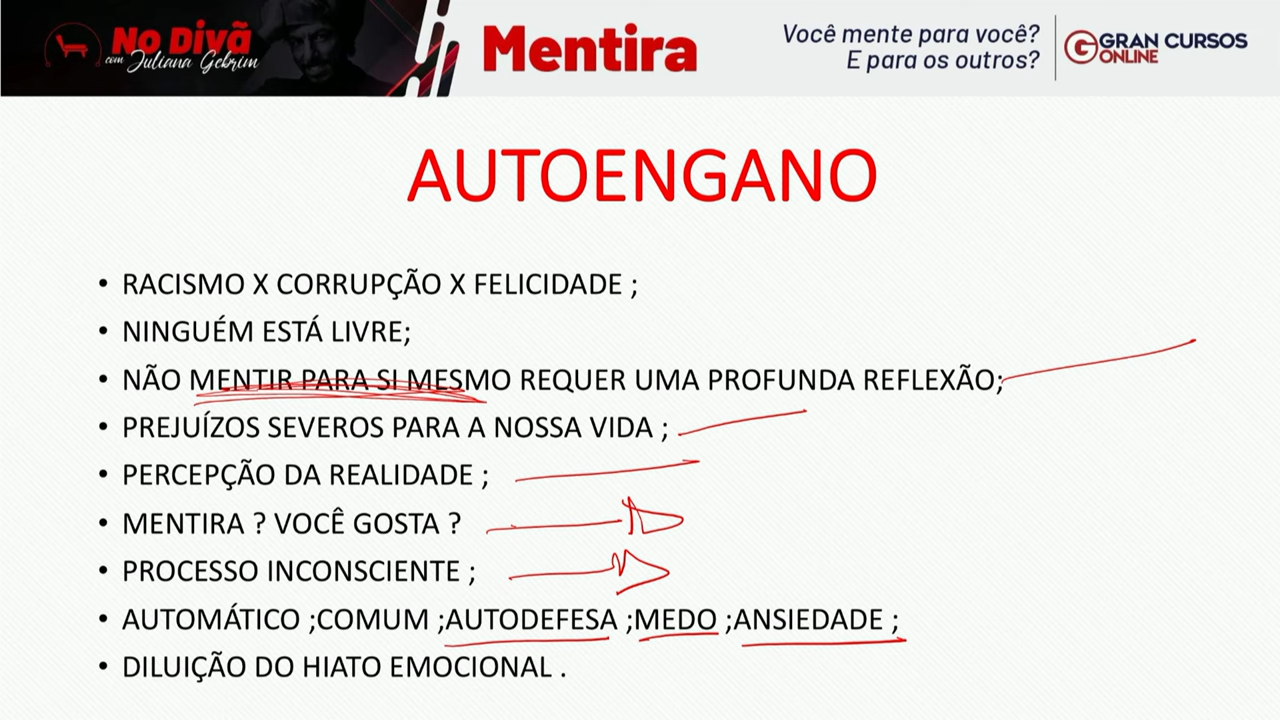 No Divã
com Juliana Gebrim
Mentira
Você mente para você?
E para os outros?
GRAN CURSOS
ONLINE
AUTOENGANO
• RACISMO X CORRUPÇÃO X FELICIDADE ;
• NINGUÉM ESTÁ LIVRE;
• NÃO MENTIR PARA SI MESMO REQUER UMA PROFUNDA REFLEXÃO;
• PREJUÍZOS SEVEROS PARA A NOSSA VIDA ;
• PERCEPÇÃO DA REALIDADE ;
• MENTIRA ? VOCÊ GOSTA ?
• PROCESSO INCONSCIENTE ;
• AUTOMÁTICO ;COMUM ;AUTODEFESA ;MEDO ;ANSIEDADE ;
• DILUIÇÃO DO HIATO EMOCIONAL .